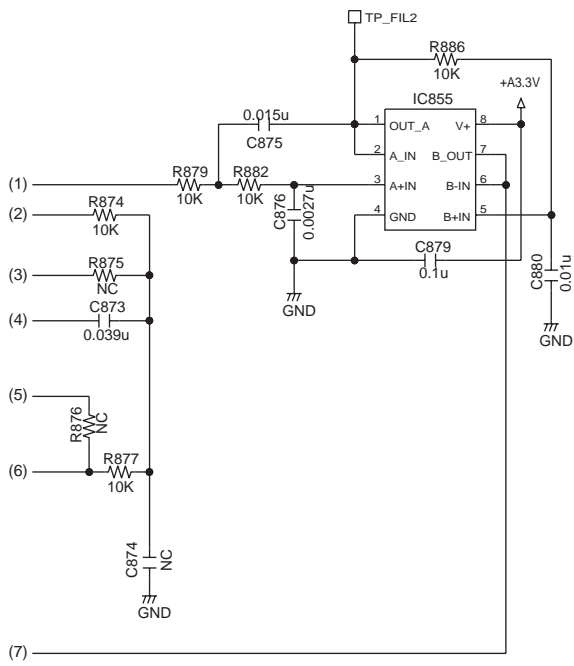 TP_FIL2
R886
10K
+A3.3V
IC855
0.015u
C875
1 OUT_A V+ 8
2 A_IN B_OUT 7
3 A+IN B-IN 6
4 GND B+IN 5
(1)
R879
10K
R882
10K
C876
0.0027u
(2)
R874
10K
C879
0.1u
C880
0.01u
(3)
R875
NC
GND
(4)
C873
0.039u
GND
(5)
R876
NC
(6)
R877
10K
C874
NC
GND
(7)